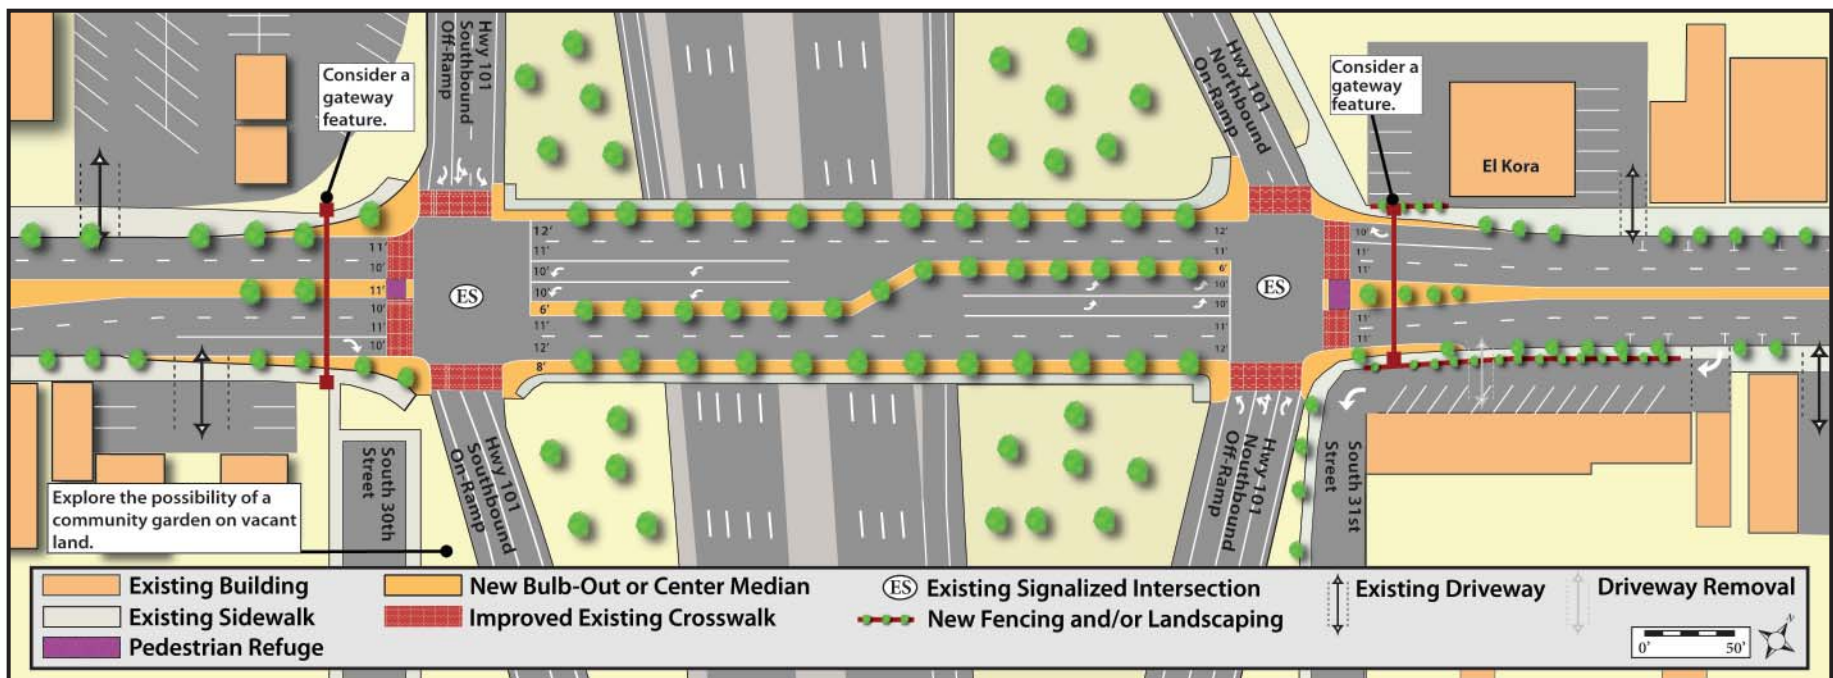 Hwy 101
Southbound
Off-Ramp
Consider a
gateway
feature.
Hwy 101
Northbound
On-Ramp
Consider a
gateway
feature.
El Kora
11'
10'
11'
10'
11'
10'
ES
12'
11'
10'
10'
6'
11'
12'
8'
12'
11'
6'
10'
10'
11'
12'
ES
10'
11'
11'
11'
11'
South 30th
Street
Hwy 101
Southbound
On-Ramp
Hwy 101
Nouthbound
Off-Ramp
South 31st
Street
Explore the possibility of a
community garden on vacant
land.
Existing Building
Existing Sidewalk
Pedestrian Refuge
New Bulb-Out or Center Median
Improved Existing Crosswalk
ES Existing Signalized Intersection
New Fencing and/or Landscaping
Existing Driveway
Driveway Removal
0' 50'
N